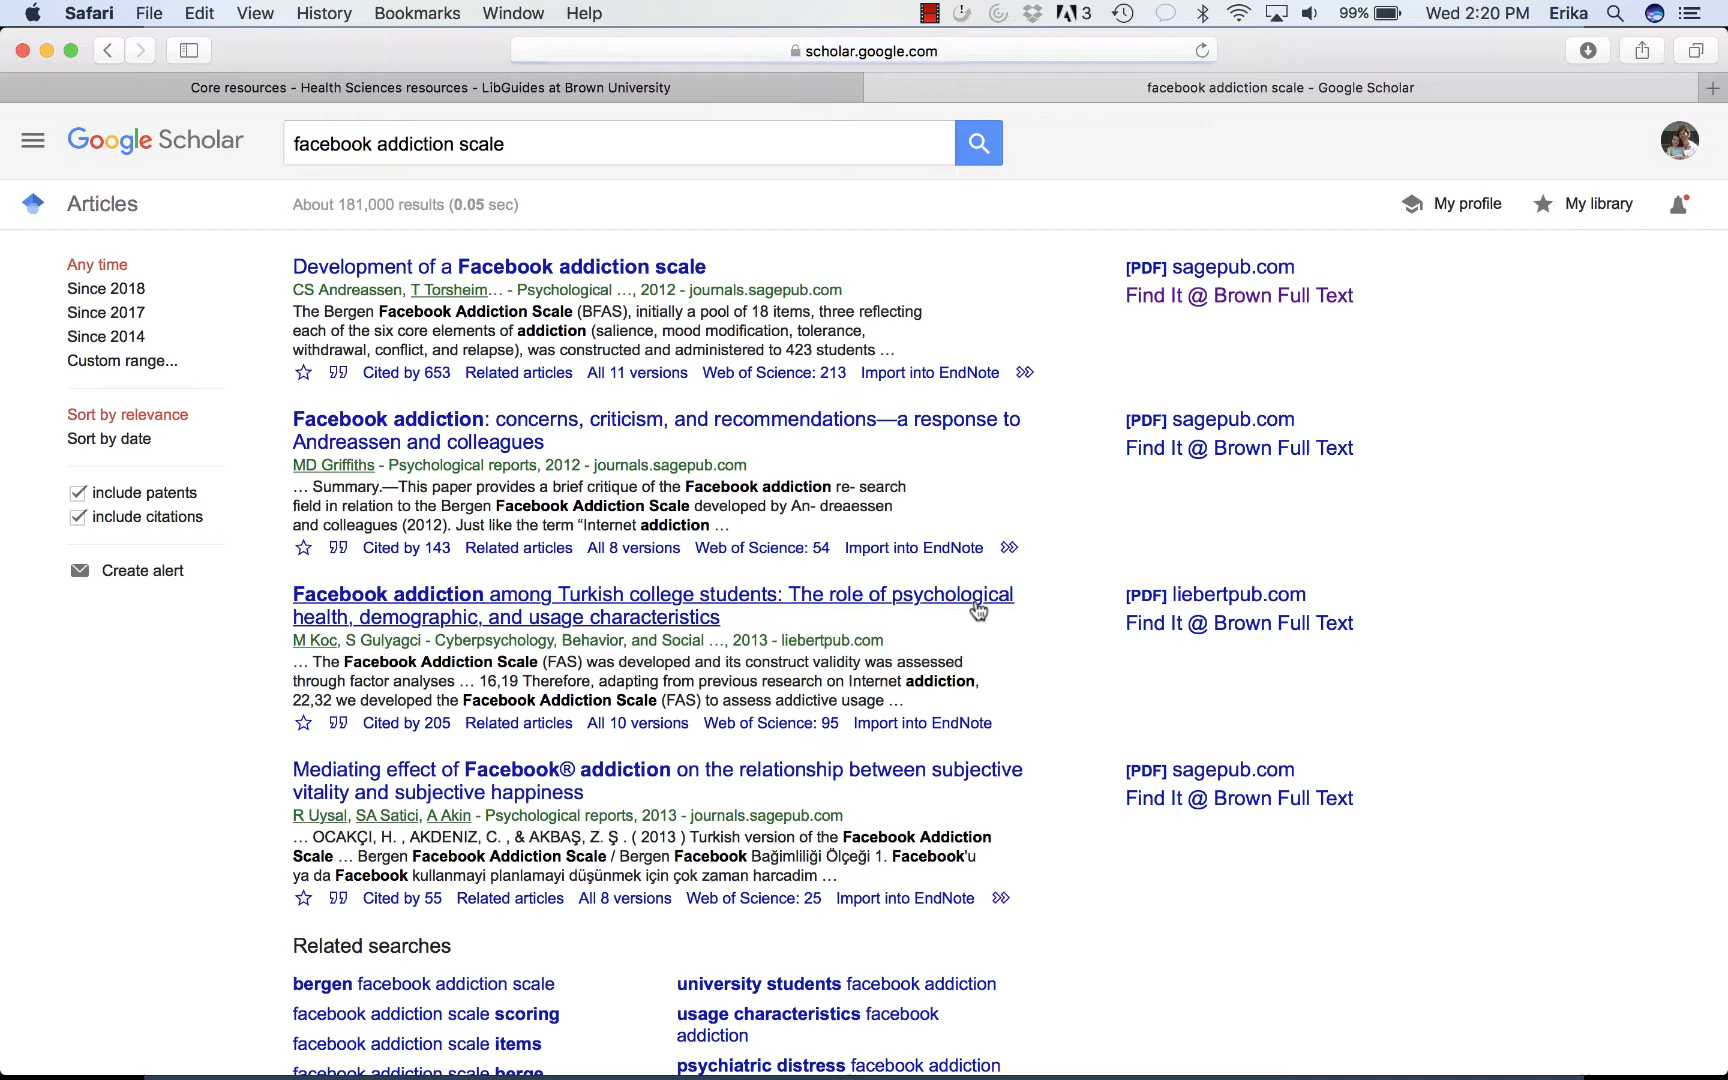 Safari File Edit View History Bookmarks Window Help 3 99% Wed 2:20 PM Erika
scholar.google.com
Core resources - Health Sciences resources - LibGuides at Brown University
facebook addiction scale - Google Scholar
Google Scholar
facebook addiction scale
Articles
About 181,000 results (0.05 sec)
My profile
My library
Any time
Since 2018
Since 2017
Since 2014
Custom range...
Sort by relevance
Sort by date
include patents
include citations
Create alert
Development of a Facebook addiction scale
CS Andreassen, T Torsheim... - Psychological ..., 2012 - journals.sagepub.com
The Bergen Facebook Addiction Scale (BFAS), initially a pool of 18 items, three reflecting
each of the six core elements of addiction (salience, mood modification, tolerance,
withdrawal, conflict, and relapse), was constructed and administered to 423 students ...
Cited by 653 Related articles All 11 versions Web of Science: 213 Import into EndNote
[PDF] sagepub.com
Find It @ Brown Full Text
Facebook addiction: concerns, criticism, and recommendations—a response to
Andreassen and colleagues
MD Griffiths - Psychological reports, 2012 - journals.sagepub.com
... Summary.—This paper provides a brief critique of the Facebook addiction re- search
field in relation to the Bergen Facebook Addiction Scale developed by An- dreaessen
and colleagues (2012). Just like the term “Internet addiction ...
Cited by 143 Related articles All 8 versions Web of Science: 54 Import into EndNote
[PDF] sagepub.com
Find It @ Brown Full Text
Facebook addiction among Turkish college students: The role of psychological
health, demographic, and usage characteristics
M Koc, S Gulyagci - Cyberpsychology, Behavior, and Social ..., 2013 - liebertpub.com
... The Facebook Addiction Scale (FAS) was developed and its construct validity was assessed
through factor analyses ... 16,19 Therefore, adapting from previous research on Internet addiction,
22,32 we developed the Facebook Addiction Scale (FAS) to assess addictive usage ...
Cited by 205 Related articles All 10 versions Web of Science: 95 Import into EndNote
[PDF] liebertpub.com
Find It @ Brown Full Text
Mediating effect of Facebook® addiction on the relationship between subjective
vitality and subjective happiness
R Uysal, SA Satici, A Akin - Psychological reports, 2013 - journals.sagepub.com
... OCAKÇI, H. , AKDENIZ, C. , & AKBAŞ, Z. Ş . ( 2013 ) Turkish version of the Facebook Addiction
Scale ... Bergen Facebook Addiction Scale / Bergen Facebook Bağimliliği Ölçeği 1. Facebook'u
ya da Facebook kullanmayi planlamayi düşünmek için çok zaman harcadim ...
Cited by 55 Related articles All 8 versions Web of Science: 25 Import into EndNote
[PDF] sagepub.com
Find It @ Brown Full Text
Related searches
bergen facebook addiction scale
facebook addiction scale scoring
facebook addiction scale items
facebook addiction scale berge
university students facebook addiction
usage characteristics facebook
addiction
psychiatric distress facebook addiction